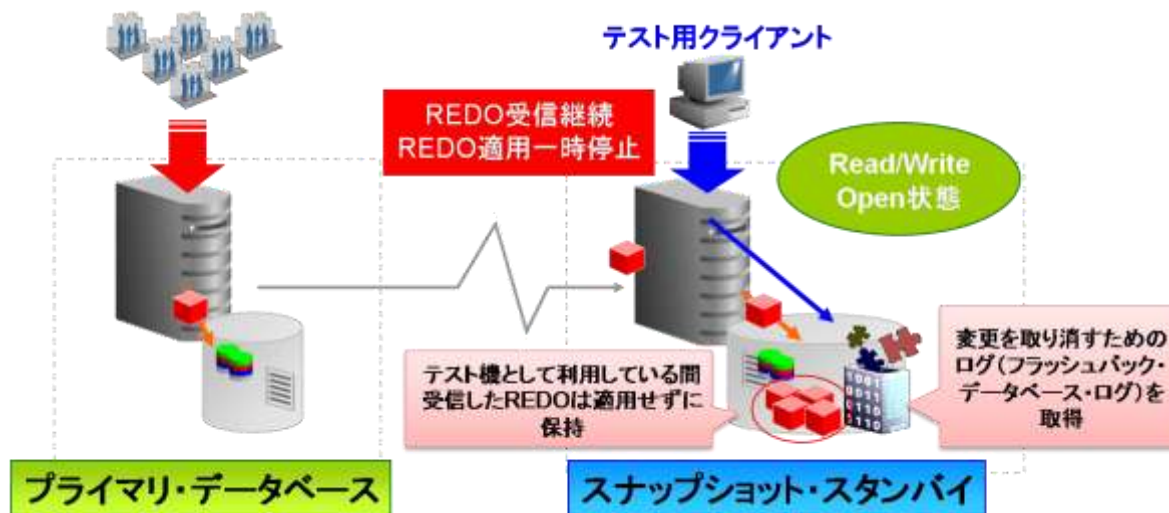 テスト用クライアント
REDO受信継続
REDO適用一時停止
Read/Write
Open状態
テスト機として利用している間
受信したREDOは適用せずに
保持
変更を取り消すための
ログ(フラッシュバック・
データベース・ログ)を
取得
1001
0011
0110
1110
プライマリ・データベース
スナップショット・スタンバイ